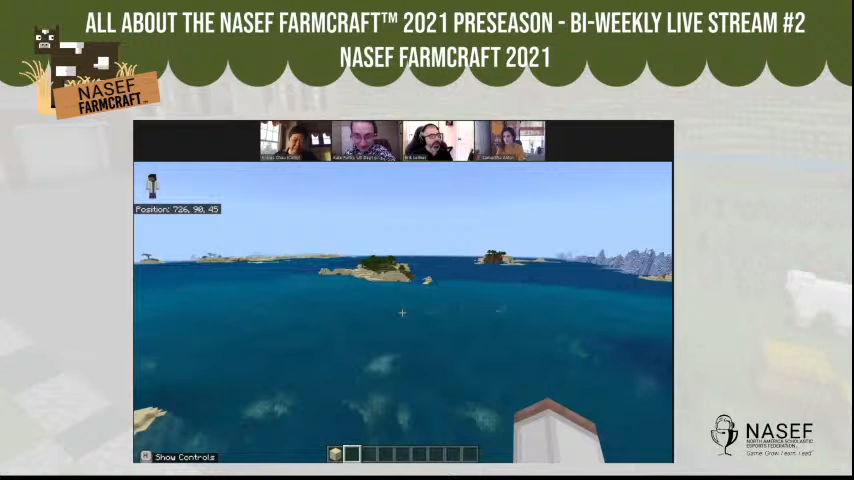 ALL ABOUT THE NASEF FARMCRAFT™ 2021 PRESEASON - BI-WEEKLY LIVE STREAM #2
NASEF FARMCRAFT 2021
NASEF
FARMCRAFT
Position: 726, 90, 45
Show Controls
NASEF
NORTH AMERICA SCHOLASTIC
ESPORTS FEDERATION
Game. Grow. Learn. Lead.